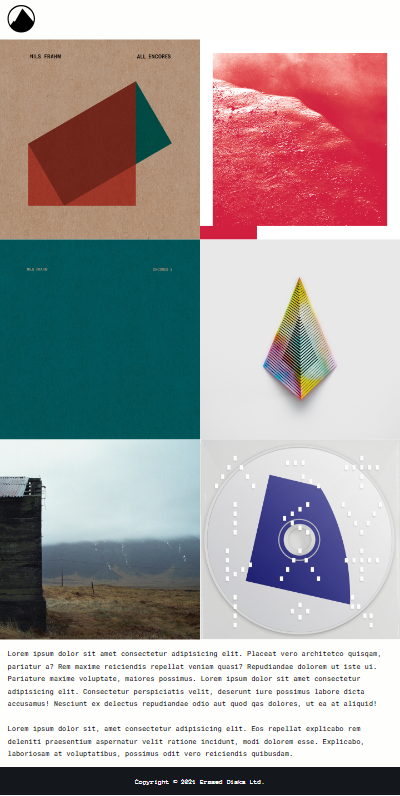 NILS FRAHM ALL ENCORES
NILS FRAHM ENCORES 3
Lorem ipsum dolor sit amet consectetur adipisicing elit. Placeat vero architecto quisquam,
pariatur a? Rem maxime reiciendis repellat veniam quasi? Repudiandae dolorem ut iste ui.
Pariature maxime voluptate, maiores possimus. Lorem ipsum dolor sit amet consectetur
adipisicing elit. Consectetur perspiciatis velit, deserunt iure possimus labore dicta
accusamus! Nesciunt ex delectus repudiandae odio aut quod qas dolores, ut ea at aliquid!
Lorem ipsum dolor sit, amet consectetur adipisicing elit. Eos repellat explicabo rem
deleniti praesentium aspernatur velit ratione incidunt, modi dolorem esse. Explicabo,
laboriosam at voluptatibus, possimus odit vero reiciendis quibusdam.
Copyright © 2021 Erased Disks Ltd.